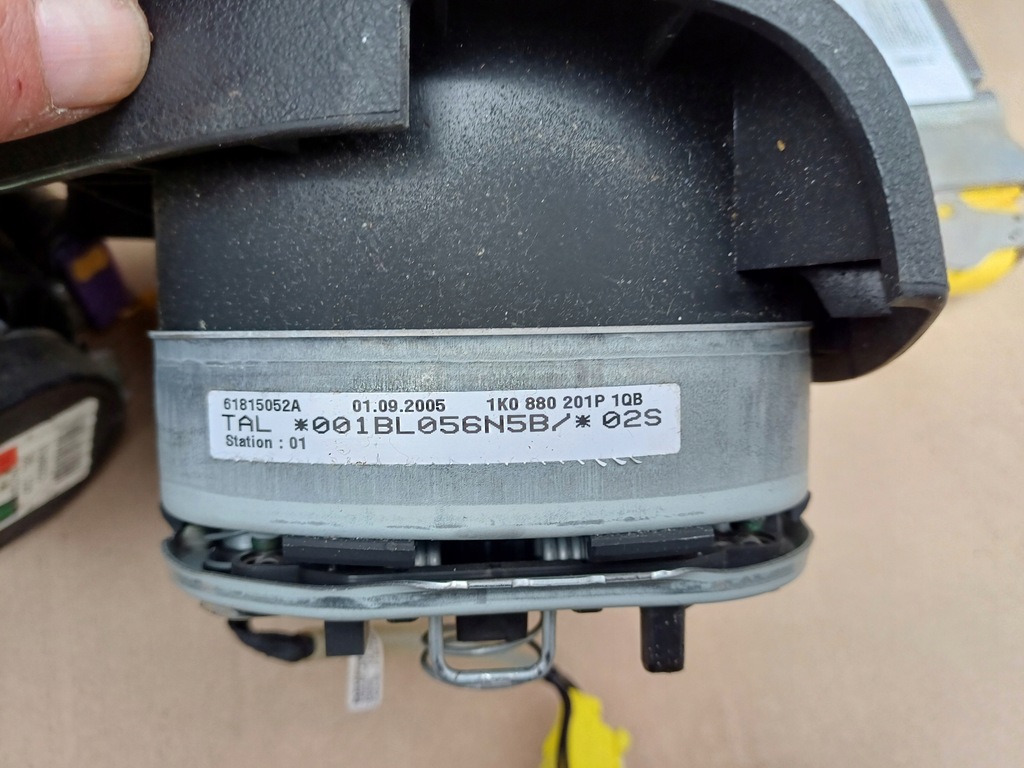 61815052A 01.09.2005 1K0 880 201P 1QB
TAL *001BL056N5B/* 02S
Station : 01